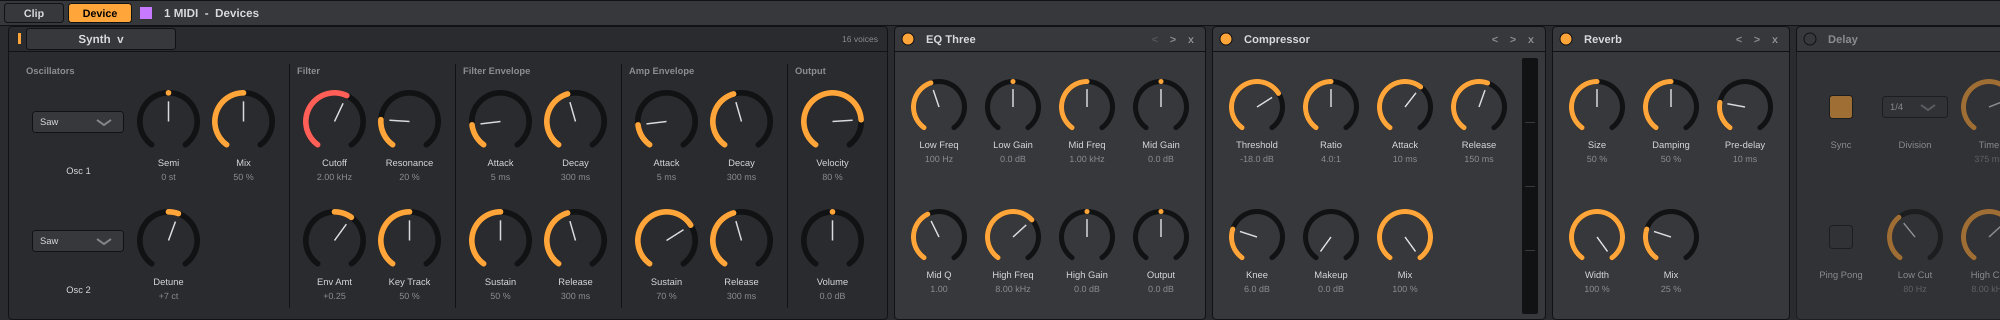 Clip Device 1 MIDI - Devices
Synth v 16 voices EQ Three < > x Compressor < > x Reverb < > x Delay
Oscillators Filter Filter Envelope Amp Envelope Output
Saw
Osc 1
Semi Mix Cutoff Resonance Attack Decay Attack Decay Velocity
0 st 50 % 2.00 kHz 20 % 5 ms 300 ms 5 ms 300 ms 80 %
Saw
Osc 2
Detune Env Amt Key Track Sustain Release Sustain Release Volume
+7 ct +0.25 50 % 50 % 300 ms 70 % 300 ms 0.0 dB
Low Freq Low Gain Mid Freq Mid Gain
100 Hz 0.0 dB 1.00 kHz 0.0 dB
Mid Q High Freq High Gain Output
1.00 8.00 kHz 0.0 dB 0.0 dB
Threshold Ratio Attack Release
-18.0 dB 4.0:1 10 ms 150 ms
Knee Makeup Mix
6.0 dB 0.0 dB 100 %
Size Damping Pre-delay
50 % 50 % 10 ms
Width Mix
100 % 25 %
1/4
Sync Division Time
375 m
Ping Pong Low Cut High C
80 Hz 8.00 kH